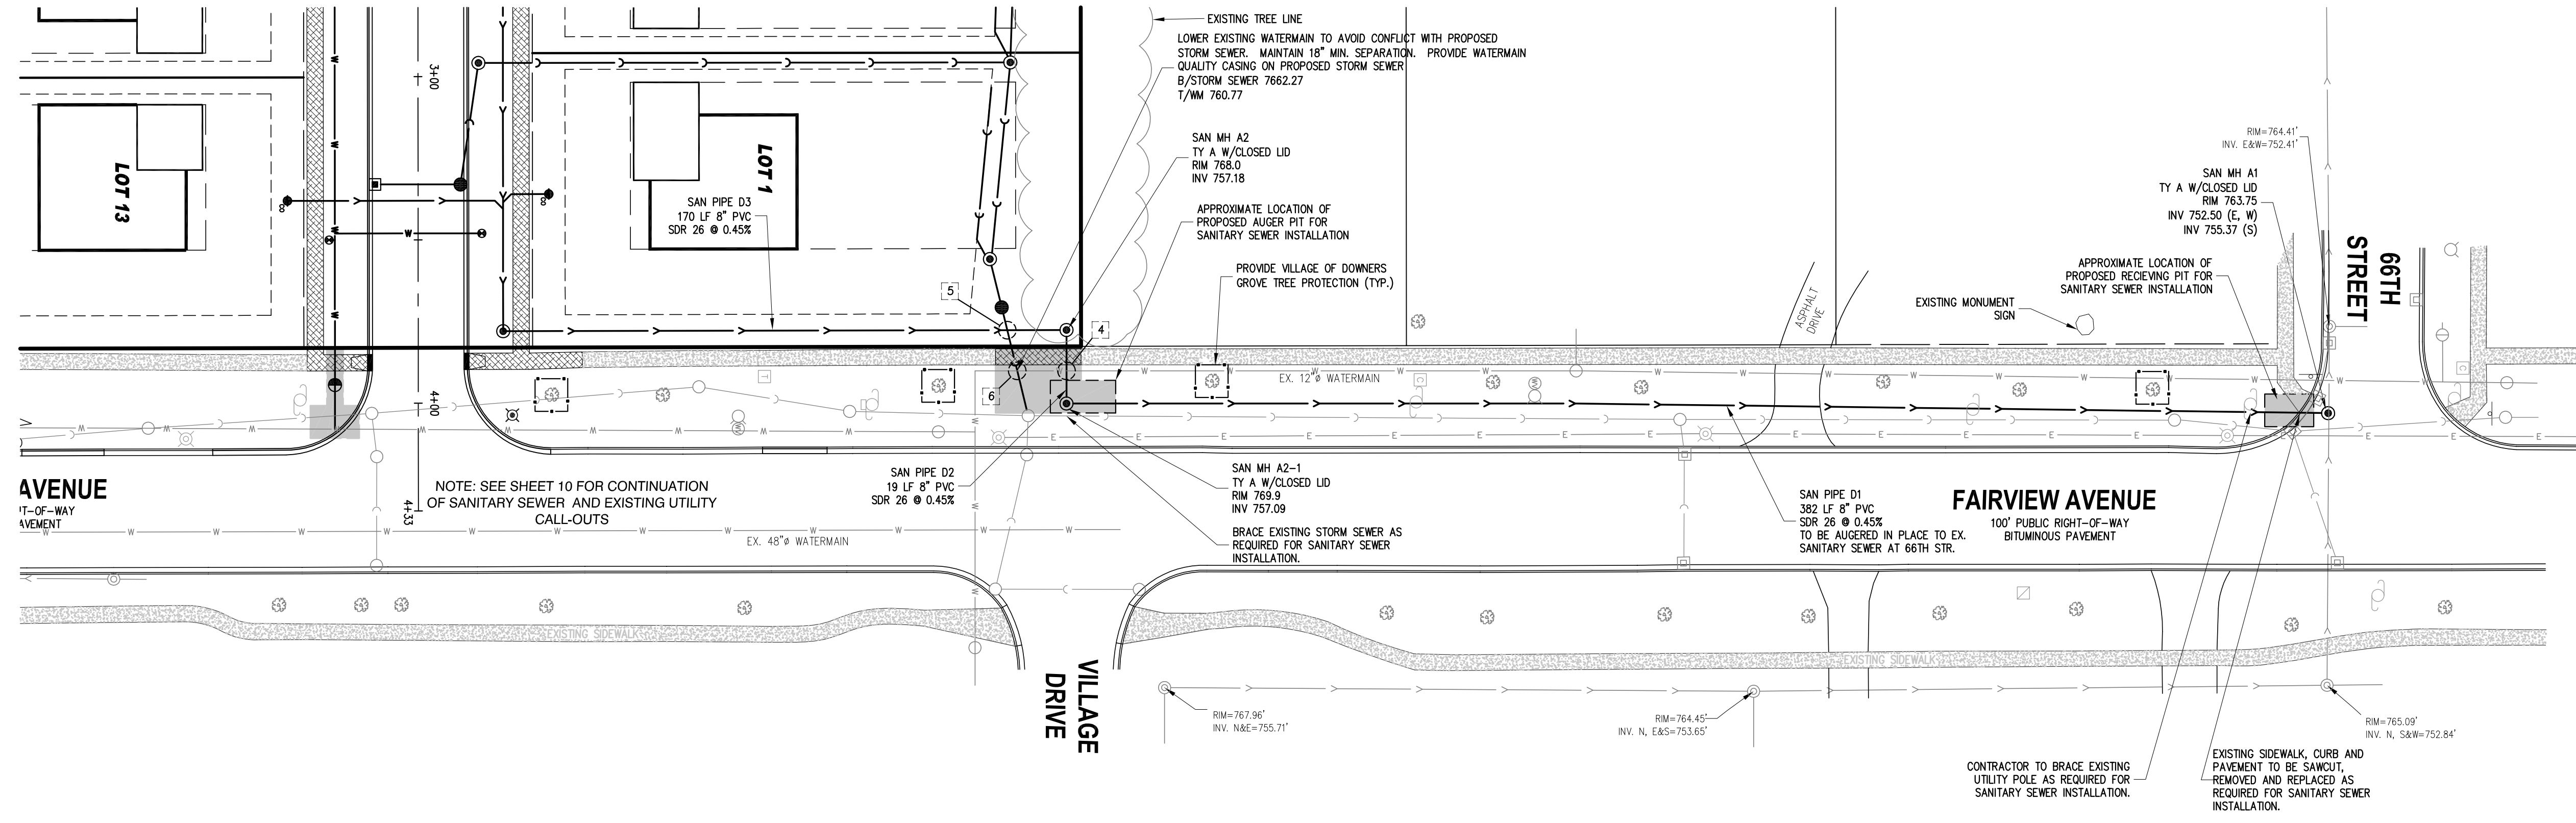 EXISTING TREE LINE
LOWER EXISTING WATERMAIN TO AVOID CONFLICT WITH PROPOSED
STORM SEWER. MAINTAIN 18" MIN. SEPARATION. PROVIDE WATERMAIN
QUALITY CASING ON PROPOSED STORM SEWER
B/STORM SEWER 7662.27
T/WM 760.77
SAN MH A2
TY A W/CLOSED LID
RIM 768.0
INV 757.18
APPROXIMATE LOCATION OF
PROPOSED AUGER PIT FOR
SANITARY SEWER INSTALLATION
PROVIDE VILLAGE OF DOWNERS
GROVE TREE PROTECTION (TYP.)
LOT 13
3+00
4+00
4+33
LOT 1
SAN PIPE D3
170 LF 8" PVC
SDR 26 @ 0.45%
5
4
6
8
8
RIM=764.41'
INV. E&W=752.41'
SAN MH A1
TY A W/CLOSED LID
RIM 763.75
INV 752.50 (E, W)
INV 755.37 (S)
APPROXIMATE LOCATION OF
PROPOSED RECIEVING PIT FOR
SANITARY SEWER INSTALLATION
EXISTING MONUMENT
SIGN
ASPHALT
DRIVE
66TH
STREET
EX. 12"ø WATERMAIN
AVENUE
IT-OF-WAY
AVEMENT
NOTE: SEE SHEET 10 FOR CONTINUATION
OF SANITARY SEWER AND EXISTING UTILITY
CALL-OUTS
SAN PIPE D2
19 LF 8" PVC
SDR 26 @ 0.45%
SAN MH A2-1
TY A W/CLOSED LID
RIM 769.9
INV 757.09
BRACE EXISTING STORM SEWER AS
REQUIRED FOR SANITARY SEWER
INSTALLATION.
SAN PIPE D1
382 LF 8" PVC
SDR 26 @ 0.45%
TO BE AUGERED IN PLACE TO EX.
SANITARY SEWER AT 66TH STR.
FAIRVIEW AVENUE
100' PUBLIC RIGHT-OF-WAY
BITUMINOUS PAVEMENT
EX. 48"ø WATERMAIN
EXISTING SIDEWALK
EXISTING SIDEWALK
VILLAGE
DRIVE
RIM=767.96'
INV. N&E=755.71'
RIM=764.45'
INV. N, E&S=753.65'
RIM=765.09'
INV. N, S&W=752.84'
CONTRACTOR TO BRACE EXISTING
UTILITY POLE AS REQUIRED FOR
SANITARY SEWER INSTALLATION.
EXISTING SIDEWALK, CURB AND
PAVEMENT TO BE SAWCUT,
REMOVED AND REPLACED AS
REQUIRED FOR SANITARY SEWER
INSTALLATION.